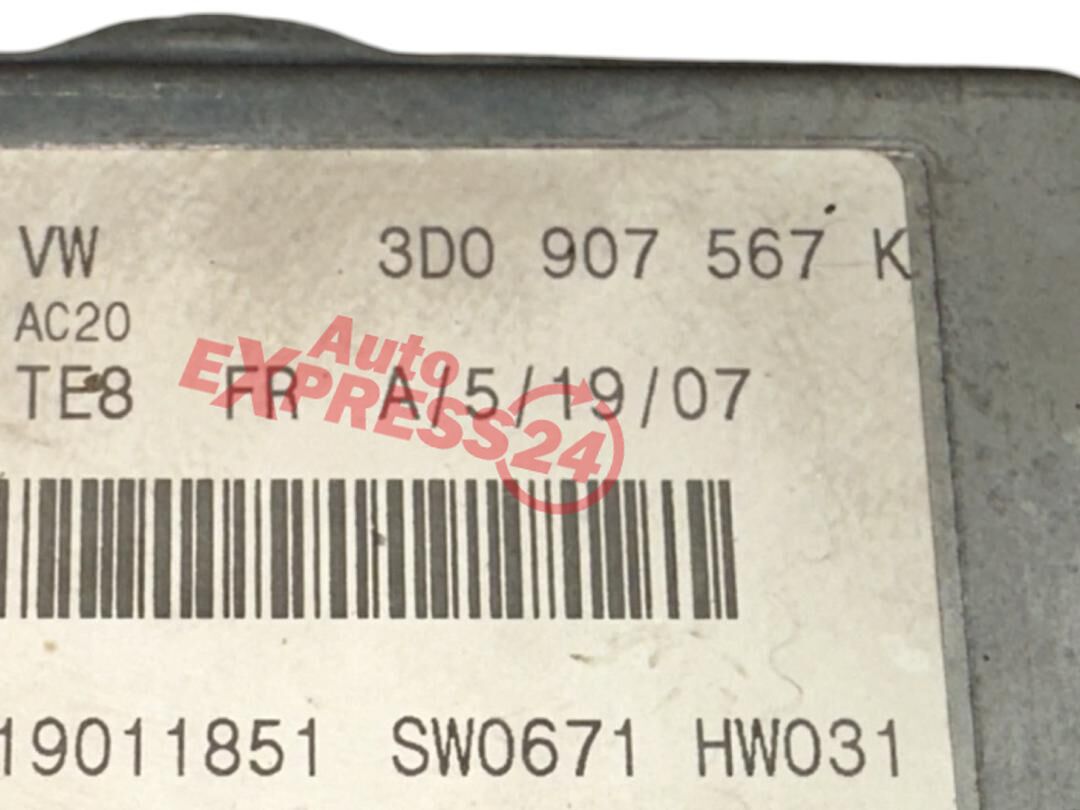 VW 3D0 907 567 K
AC20
TE8 FR A/5/19/07
Auto
EXPRESS24
19011851 SW0671 HW031